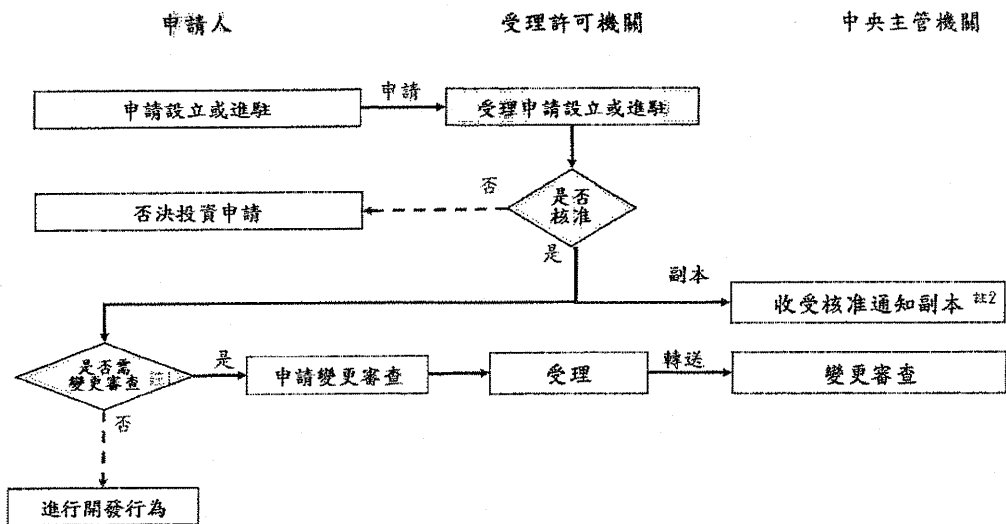 申請人
受理許可機關
中央主管機關
申請設立或進駐
申請
受理申請設立或進駐
是否
核准
否
否決投資申請
是
副本
收受核准通知副本 註2
是否需
變更審查 註1
是
申請變更審查
受理
轉送
變更審查
否
進行開發行為